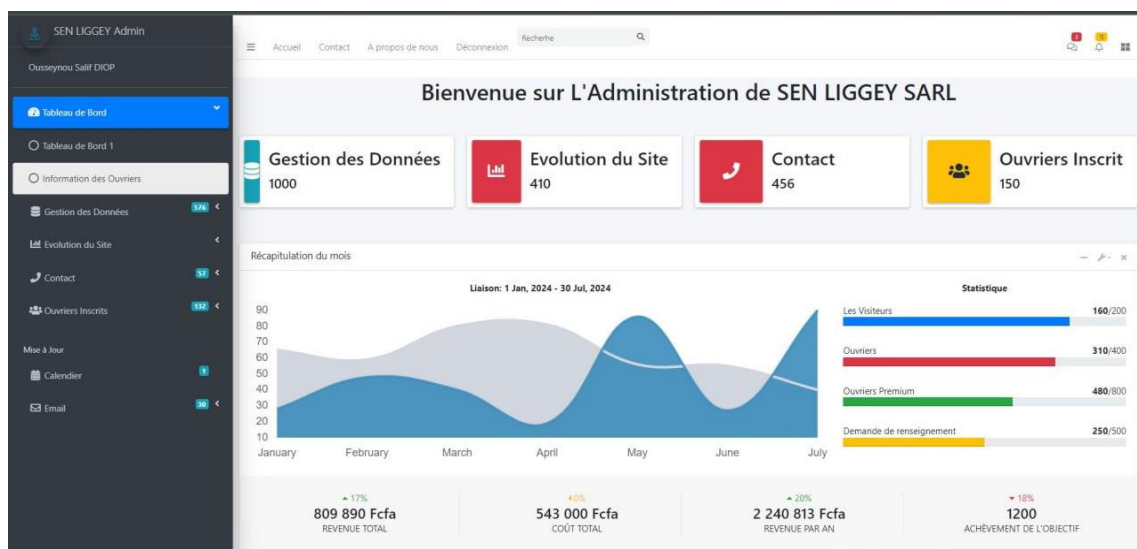 SEN LIGGEY Admin
Ousseynou Salif DIOP
Tableau de Bord
Tableau de Bord 1
Information des Ouvriers
Gestion des Données 576
Evolution du Site
Contact 57
Ouvriers Inscrits 132
Mise à Jour
Calendier 1
Email 30
Accueil Contact A propos de nous Déconnexion Recherhe
Bienvenue sur L'Administration de SEN LIGGEY SARL
Gestion des Données
1000
Evolution du Site
410
Contact
456
Ouvriers Inscrit
150
Récapitulation du mois
Liaison: 1 Jan, 2024 - 30 Jul, 2024
90
80
70
60
50
40
30
20
10
January February March April May June July
Statistique
Les Visiteurs 160/200
Ouvriers 310/400
Ouvriers Premium 480/800
Demande de renseignement 250/500
17%
809 890 Fcfa
REVENUE TOTAL
0%
543 000 Fcfa
COÛT TOTAL
20%
2 240 813 Fcfa
REVENUE PAR AN
18%
1200
ACHÈVEMENT DE L'OBJECTIF